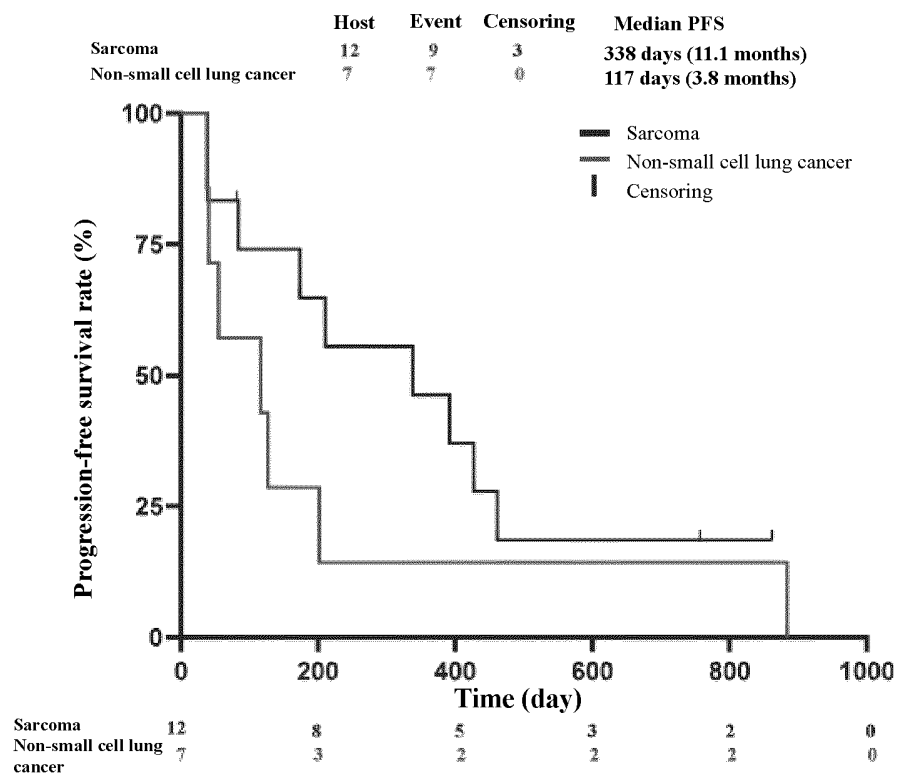 Host Event Censoring Median PFS
Sarcoma 12 9 3 338 days (11.1 months)
Non-small cell lung cancer 7 7 0 117 days (3.8 months)
Sarcoma
Non-small cell lung cancer
Censoring
Progression-free survival rate (%)
100
75
50
25
0
0 200 400 600 800 1000
Time (day)
Sarcoma 12 8 5 3 2 0
Non-small cell lung
cancer 7 3 2 2 2 0